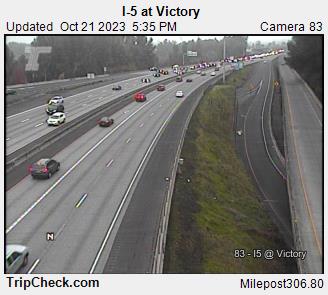 I-5 at Victory
Updated Oct 21 2023 5:35 PM Camera 83
N
83 - I5 @ Victory
TripCheck.com Milepost306.80